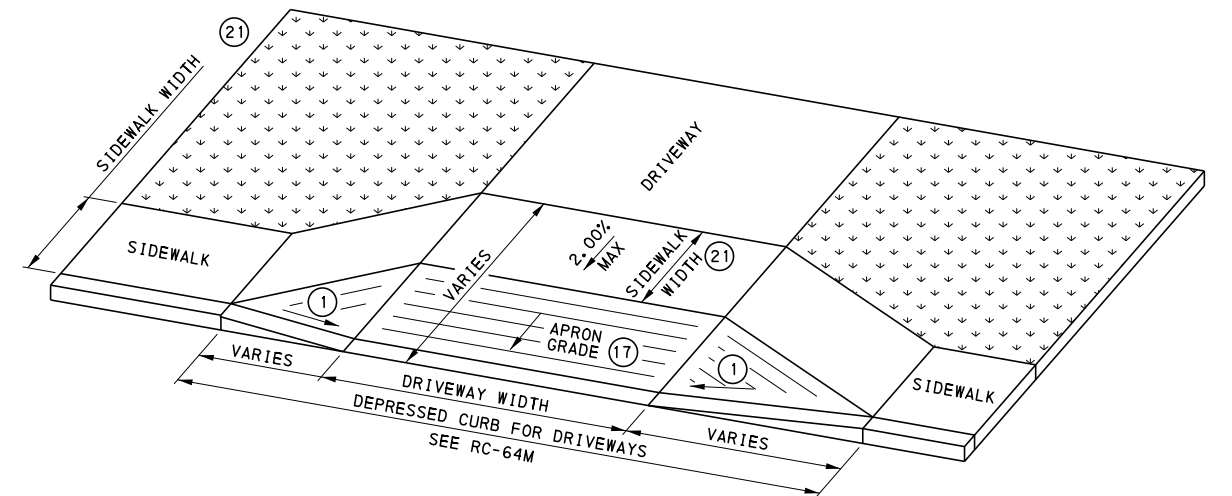 21
SIDEWALK WIDTH
DRIVEWAY
SIDEWALK
2.00%
MAX
SIDEWALK
WIDTH
21
VARIES
1
APRON
GRADE 17
1
SIDEWALK
VARIES
DRIVEWAY WIDTH
VARIES
DEPRESSED CURB FOR DRIVEWAYS
SEE RC-64M